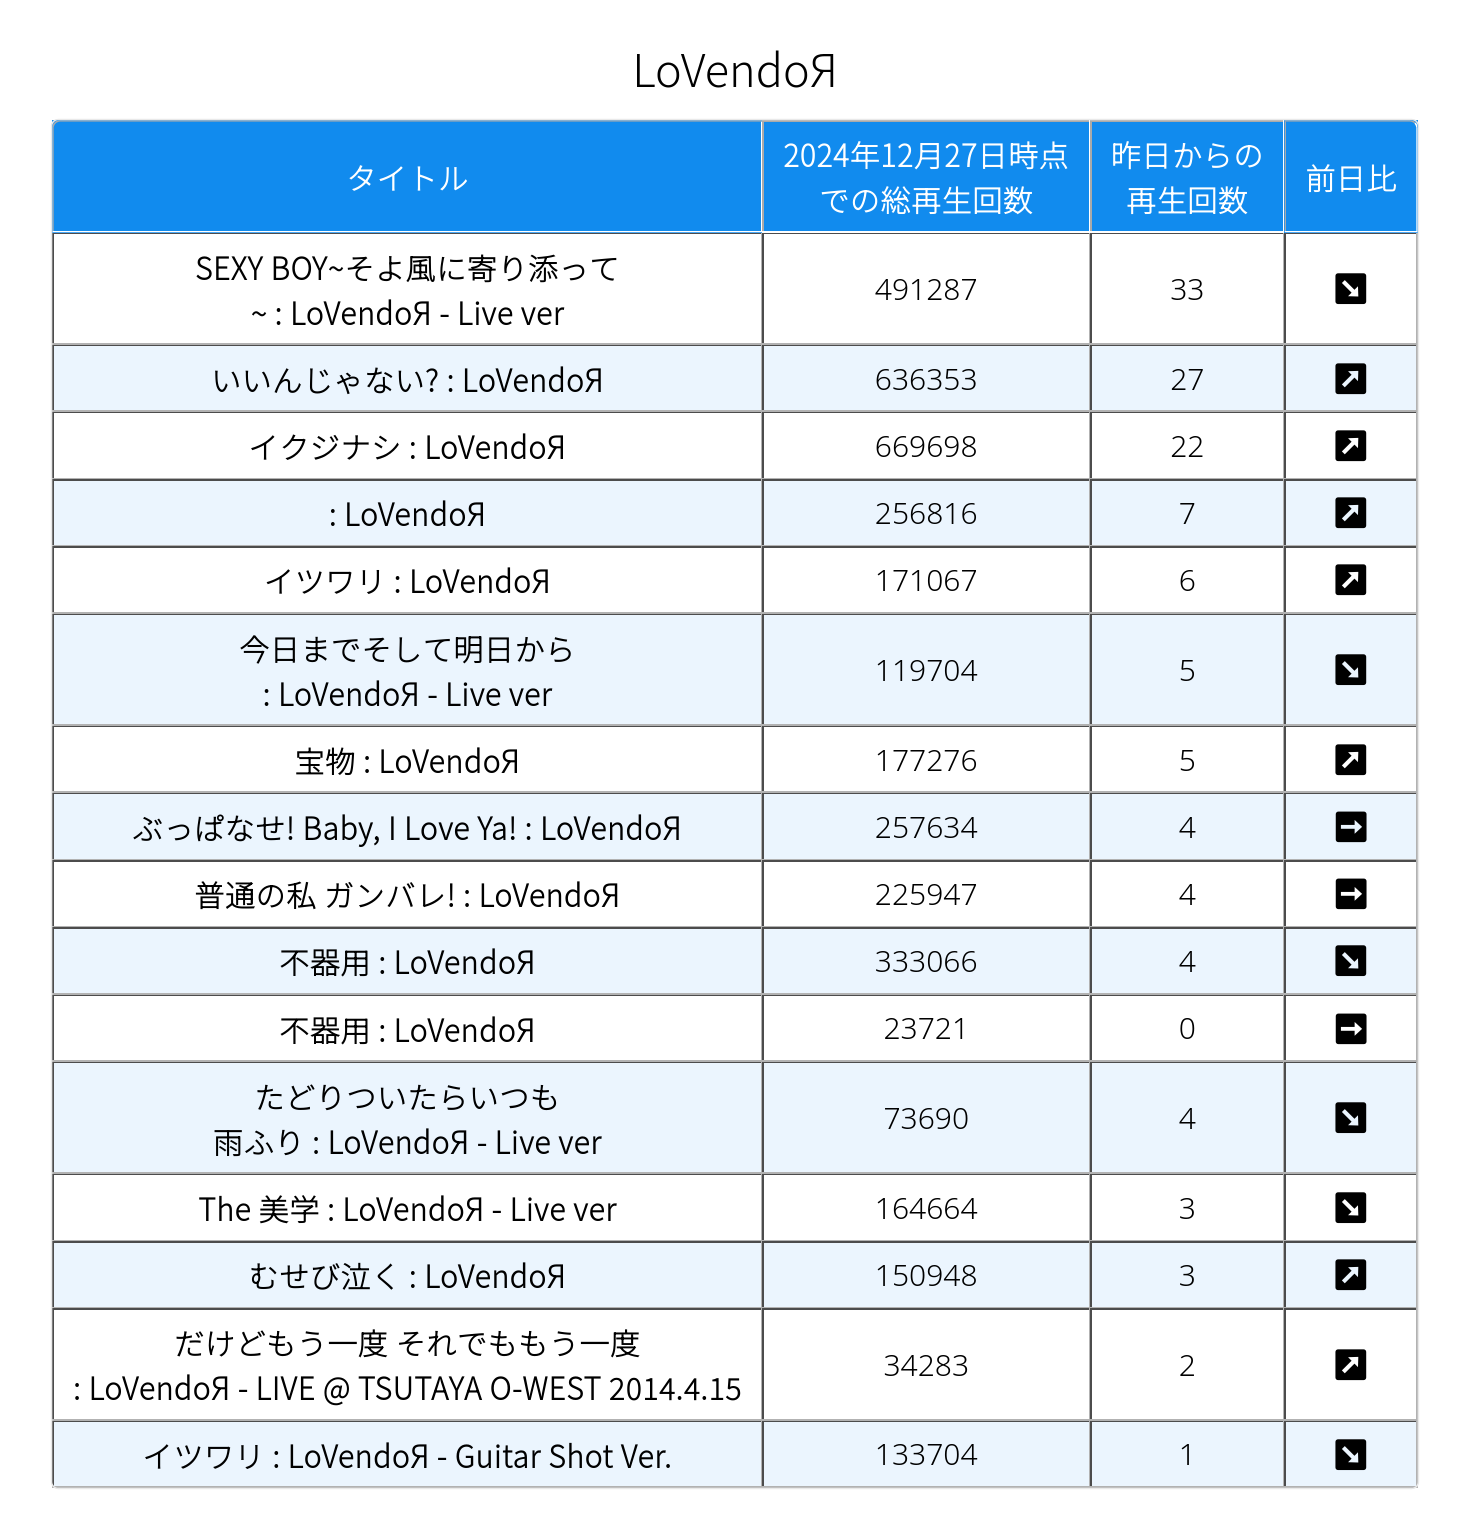 LoVendoЯ
タイトル
2024年12月27日時点
での総再生回数
昨日からの
再生回数
前日比
SEXY BOY~そよ風に寄り添って
~ : LoVendoЯ - Live ver
491287
33
いいんじゃない? : LoVendoЯ
636353
27
イクジナシ : LoVendoЯ
669698
22
: LoVendoЯ
256816
7
イツワリ : LoVendoЯ
171067
6
今日までそして明日から
: LoVendoЯ - Live ver
119704
5
宝物 : LoVendoЯ
177276
5
ぶっぱなせ! Baby, I Love Ya! : LoVendoЯ
257634
4
普通の私 ガンバレ! : LoVendoЯ
225947
4
不器用 : LoVendoЯ
333066
4
不器用 : LoVendoЯ
23721
0
たどりついたらいつも
雨ふり : LoVendoЯ - Live ver
73690
4
The 美学 : LoVendoЯ - Live ver
164664
3
むせび泣く : LoVendoЯ
150948
3
だけどもう一度 それでももう一度
: LoVendoЯ - LIVE @ TSUTAYA O-WEST 2014.4.15
34283
2
イツワリ : LoVendoЯ - Guitar Shot Ver.
133704
1